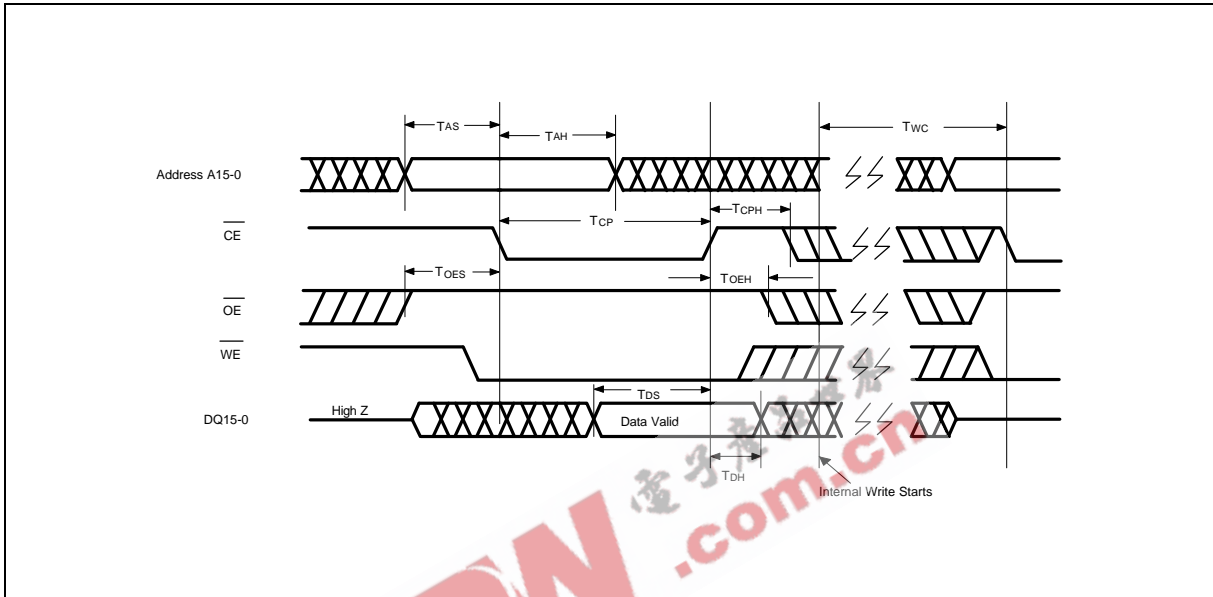 TAS
TAH
TWC
Address A15-0
TCP
TCPH
CE
TOES
TOEH
OE
WE
TDS
High Z
Data Valid
DQ15-0
TDH
Internal Write Starts
.com.cn